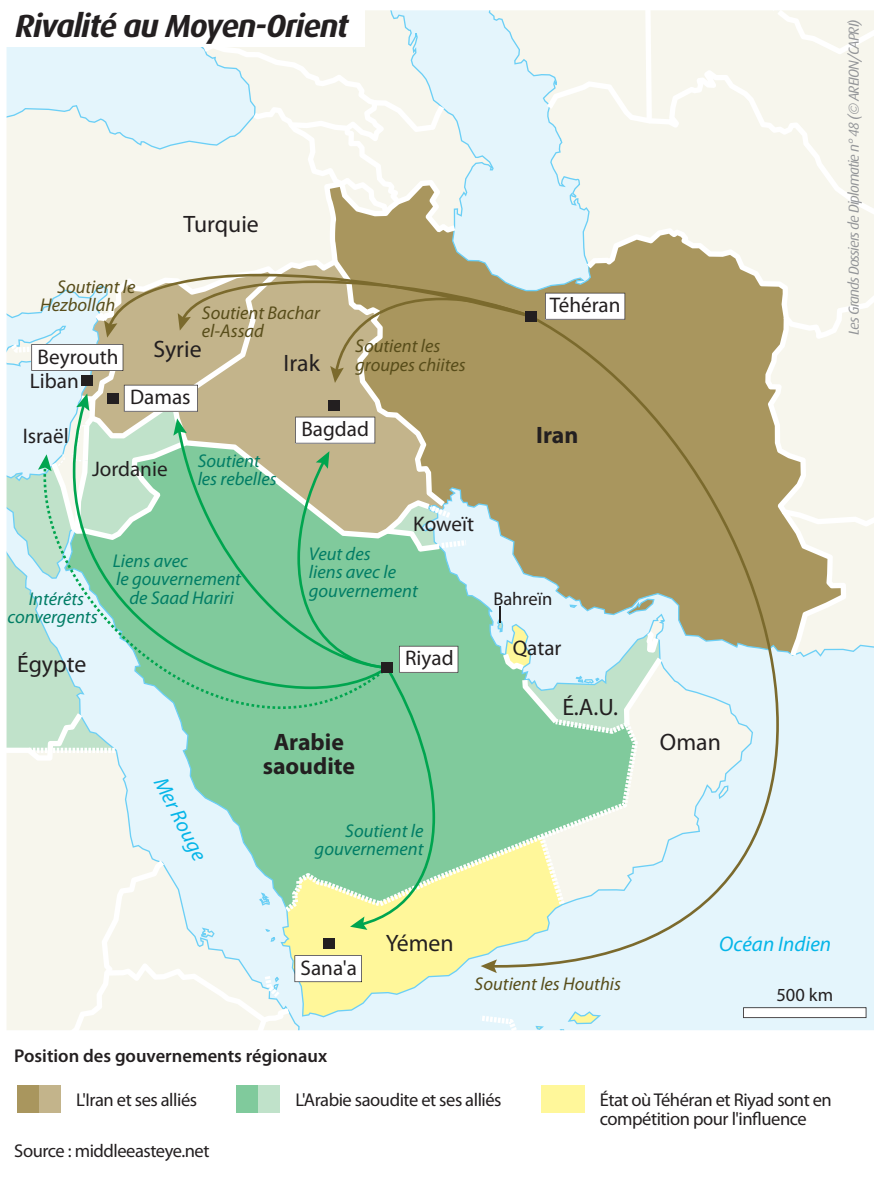 Rivalité au Moyen-Orient
Les Grands Dossiers de Diplomatie n° 48 (© AREION/CAPRI)
Turquie
Soutient le
Hezbollah
Soutient Bachar
el-Assad
Téhéran
Beyrouth
Syrie
Irak
Soutient les
groupes chiites
Liban
Damas
Bagdad
Iran
Israël
Jordanie
Soutient
les rebelles
Koweït
Liens avec
le gouvernement
de Saad Hariri
Veut des
liens avec le
gouvernement
Intérêts
convergents
Bahreïn
Qatar
Riyad
Égypte
É.A.U.
Arabie
saoudite
Oman
Mer Rouge
Soutient le
gouvernement
Yémen
Océan Indien
Sana'a
Soutient les Houthis
500 km
Position des gouvernements régionaux
L'Iran et ses alliés
L'Arabie saoudite et ses alliés
État où Téhéran et Riyad sont en
compétition pour l'influence
Source : middleeasteye.net